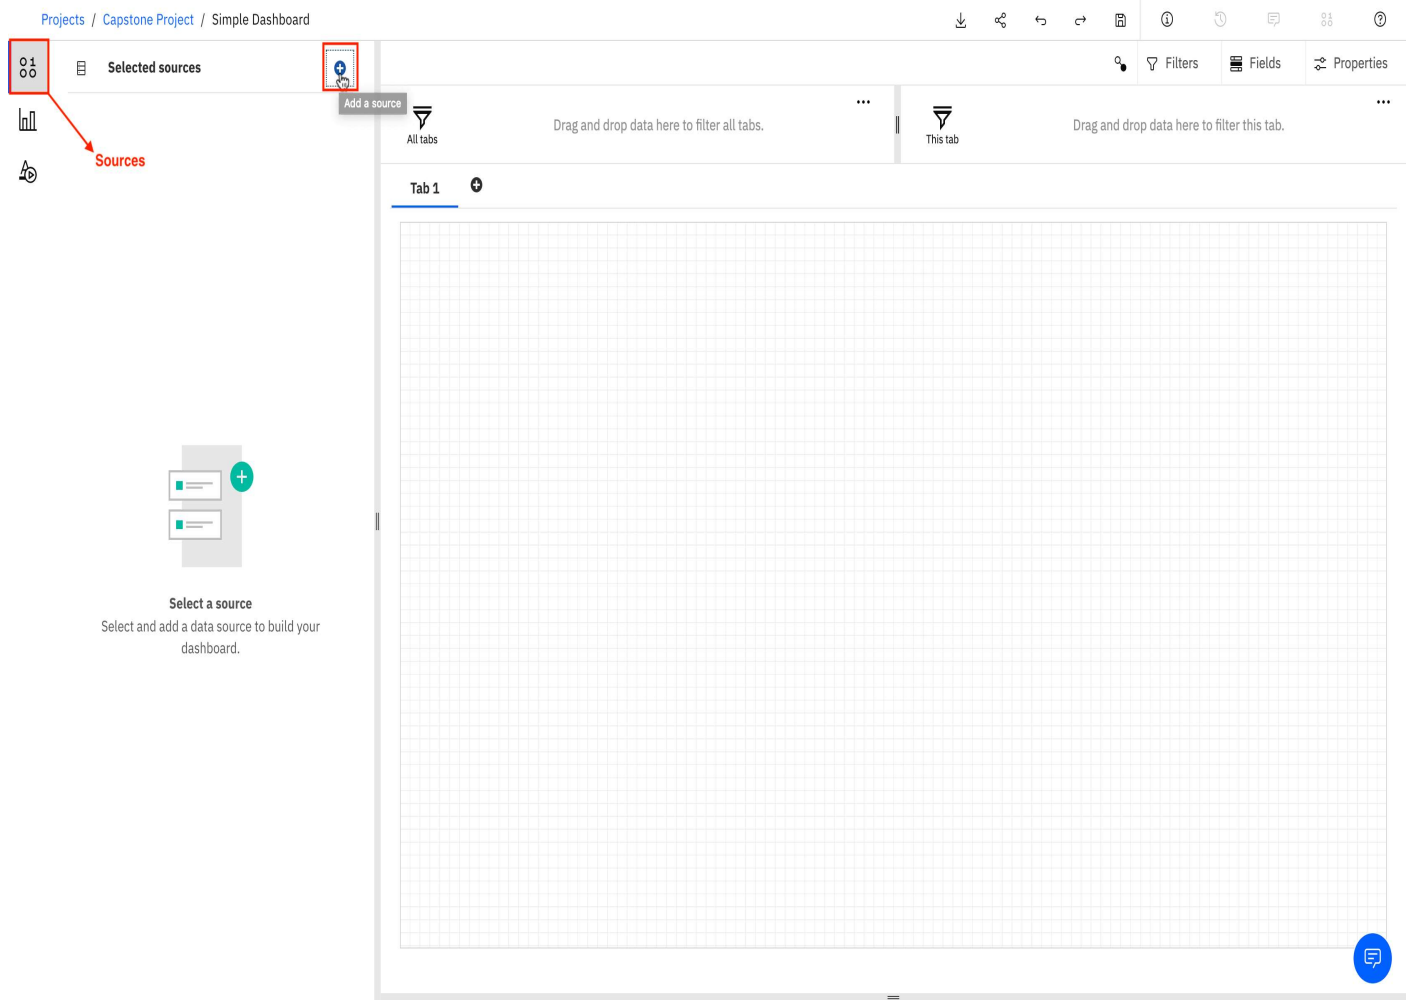 Projects / Capstone Project / Simple Dashboard
Selected sources
Add a source
Sources
Filters
Fields
Properties
All tabs
Drag and drop data here to filter all tabs.
This tab
Drag and drop data here to filter this tab.
Tab 1
Select a source
Select and add a data source to build your
dashboard.